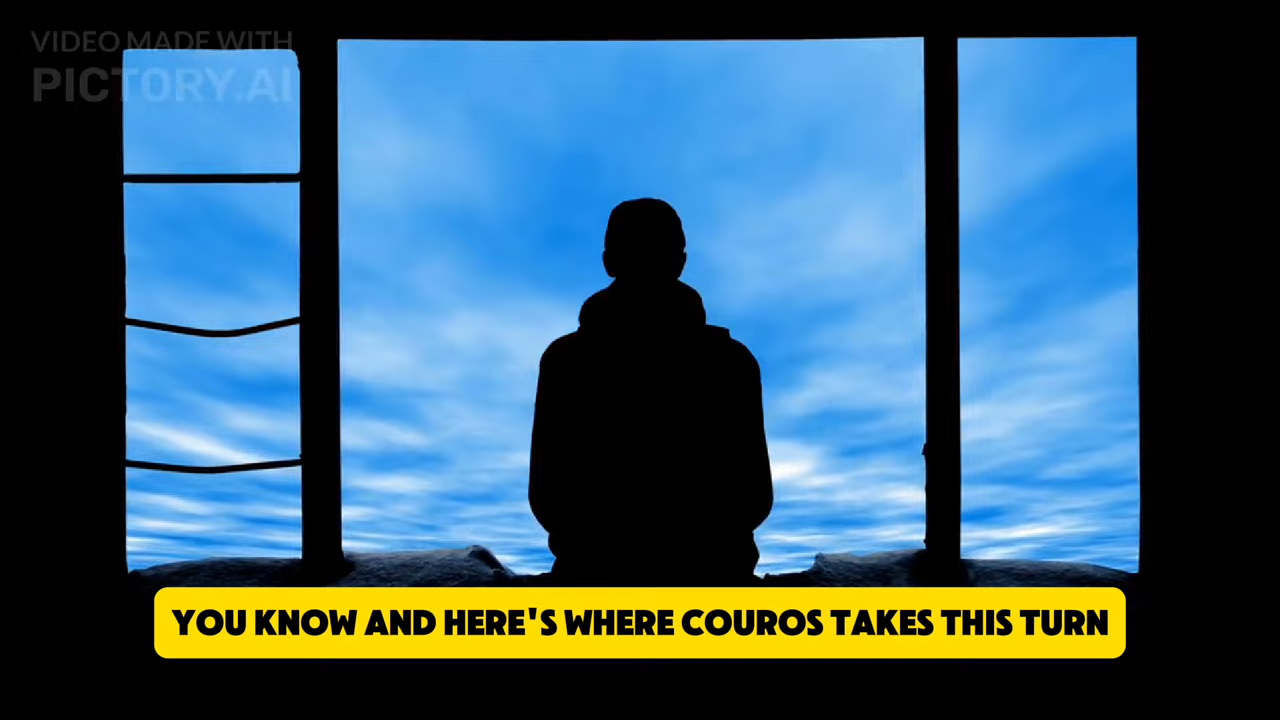 VIDEO MADE WITH
PICTORY.AI
YOU KNOW AND HERE'S WHERE COUROS TAKES THIS TURN